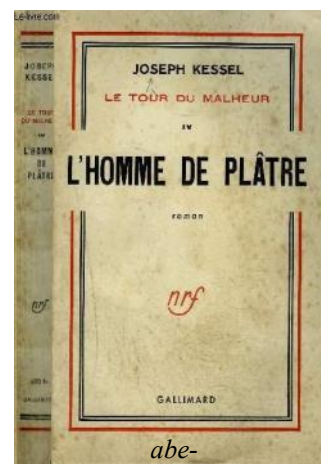 Le-livre.com
JOSEPH
KESSEL
LE TOUR
DU MALHEUR
IV
L'HOMME
DE
PLÂTRE
nrf
JOSEPH KESSEL
LE TOUR DU MALHEUR
IV
L'HOMME DE PLÂTRE
roman
nrf
GALLIMARD
abe-